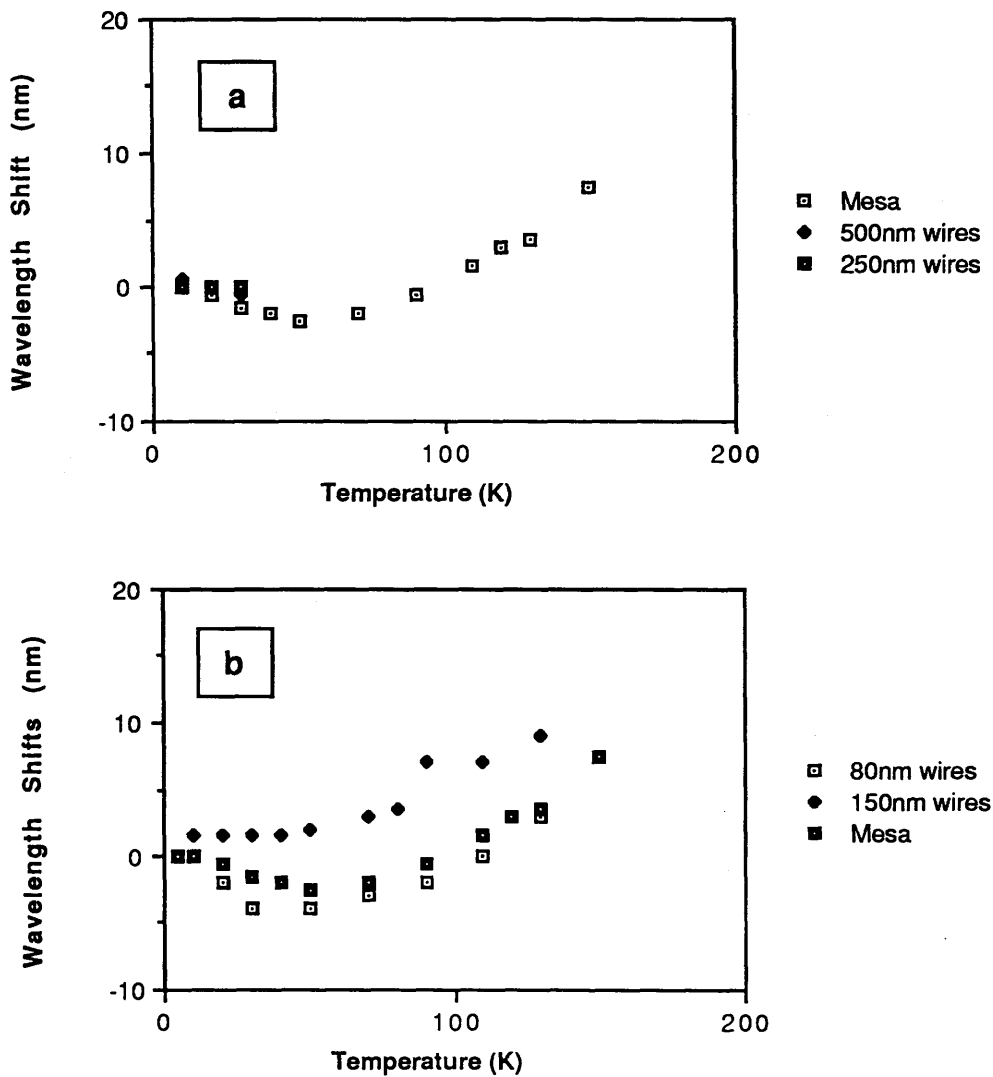 20
a
10
0
-10
0 100 200
Wavelength Shift (nm)
Temperature (K)
Mesa
500nm wires
250nm wires
20
b
10
0
-10
0 100 200
Wavelength Shifts (nm)
Temperature (K)
80nm wires
150nm wires
Mesa